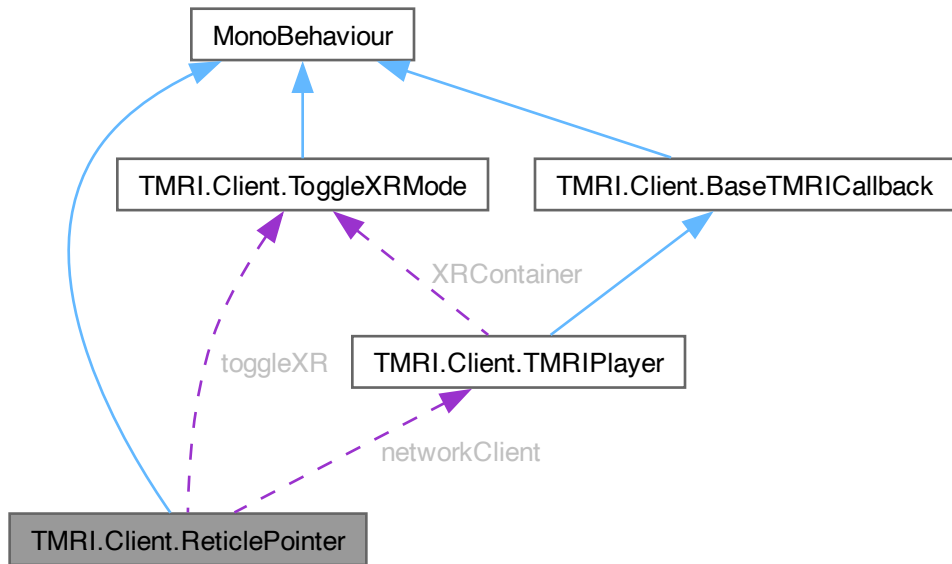 MonoBehaviour
TMRI.Client.ToggleXRMode
TMRI.Client.BaseTMRICallback
XRContainer
toggleXR
TMRI.Client.TMRIPlayer
networkClient
TMRI.Client.ReticlePointer